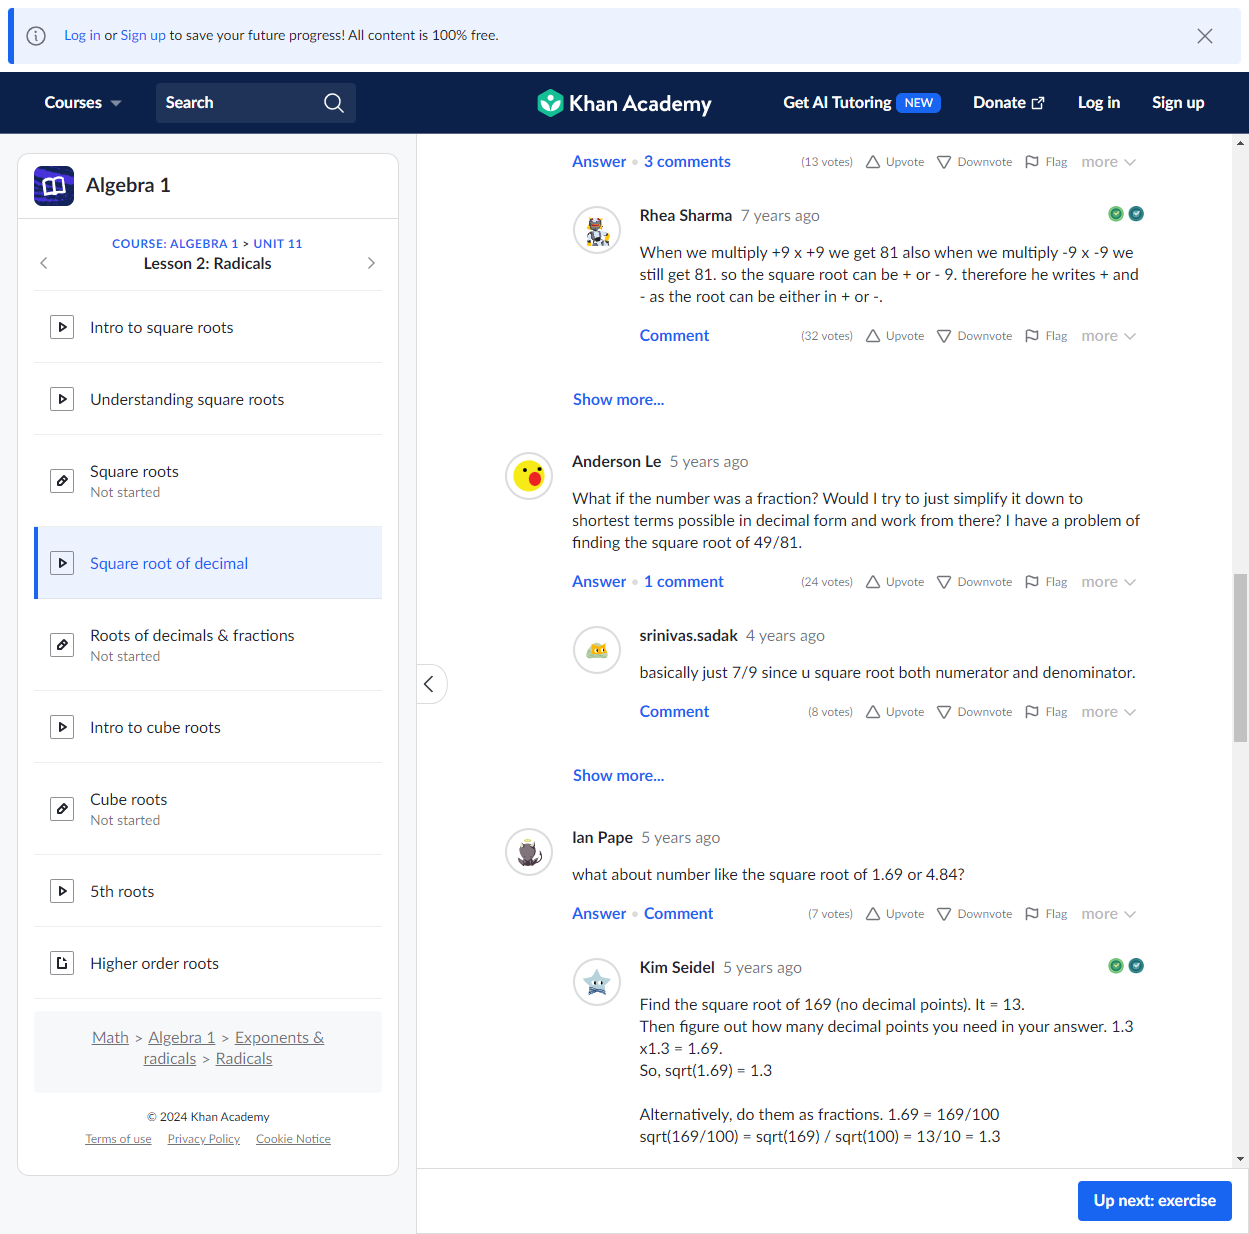 Log in or Sign up to save your future progress! All content is 100% free.
Courses
Search
Khan Academy
Get AI Tutoring NEW
Donate
Log in
Sign up
Algebra 1
COURSE: ALGEBRA 1 > UNIT 11
Lesson 2: Radicals
Intro to square roots
Understanding square roots
Square roots
Not started
Square root of decimal
Roots of decimals & fractions
Not started
Intro to cube roots
Cube roots
Not started
5th roots
Higher order roots
Math > Algebra 1 > Exponents &
radicals > Radicals
© 2024 Khan Academy
Terms of use Privacy Policy Cookie Notice
Answer • 3 comments (13 votes) Upvote Downvote Flag more
Rhea Sharma 7 years ago
When we multiply +9 x +9 we get 81 also when we multiply -9 x -9 we
still get 81. so the square root can be + or - 9. therefore he writes + and
- as the root can be either in + or -.
Comment (32 votes) Upvote Downvote Flag more
Show more...
Anderson Le 5 years ago
What if the number was a fraction? Would I try to just simplify it down to
shortest terms possible in decimal form and work from there? I have a problem of
finding the square root of 49/81.
Answer • 1 comment (24 votes) Upvote Downvote Flag more
srinivas.sadak 4 years ago
basically just 7/9 since u square root both numerator and denominator.
Comment (8 votes) Upvote Downvote Flag more
Show more...
Ian Pape 5 years ago
what about number like the square root of 1.69 or 4.84?
Answer • Comment (7 votes) Upvote Downvote Flag more
Kim Seidel 5 years ago
Find the square root of 169 (no decimal points). It = 13.
Then figure out how many decimal points you need in your answer. 1.3
x1.3 = 1.69.
So, sqrt(1.69) = 1.3
Alternatively, do them as fractions. 1.69 = 169/100
sqrt(169/100) = sqrt(169) / sqrt(100) = 13/10 = 1.3
Up next: exercise